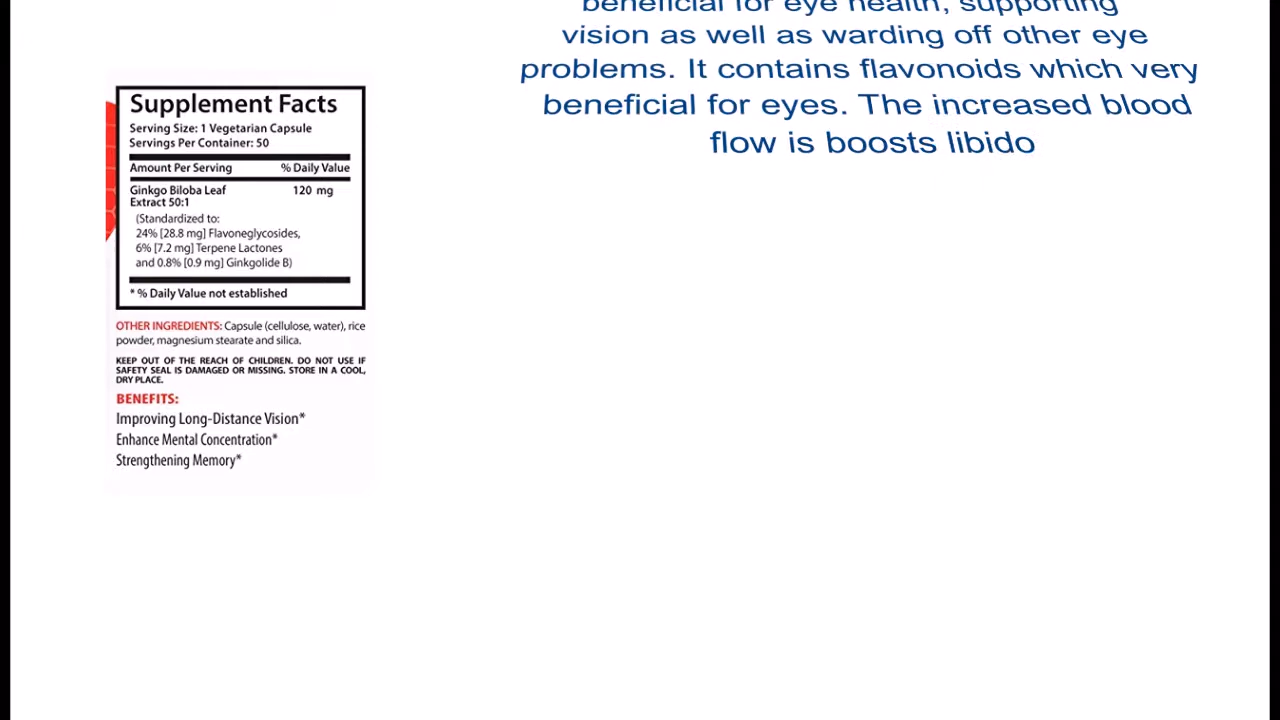 beneficial for eye health, supporting
vision as well as warding off other eye
problems. It contains flavonoids which very
beneficial for eyes. The increased blood
flow is boosts libido
Supplement Facts
Serving Size: 1 Vegetarian Capsule
Servings Per Container: 50
Amount Per Serving % Daily Value
Ginkgo Biloba Leaf 120 mg
Extract 50:1
(Standardized to:
24% [28.8 mg] Flavoneglycosides,
6% [7.2 mg] Terpene Lactones
and 0.8% [0.9 mg] Ginkgolide B)
* % Daily Value not established
OTHER INGREDIENTS: Capsule (cellulose, water), rice
powder, magnesium stearate and silica.
KEEP OUT OF THE REACH OF CHILDREN. DO NOT USE IF
SAFETY SEAL IS DAMAGED OR MISSING. STORE IN A COOL,
DRY PLACE.
BENEFITS:
Improving Long-Distance Vision*
Enhance Mental Concentration*
Strengthening Memory*